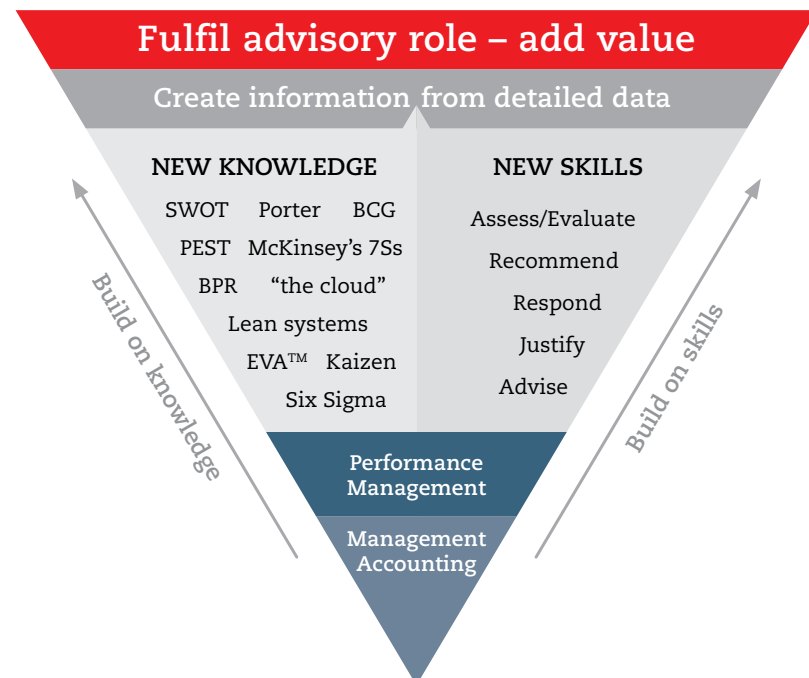 Fulfil advisory role – add value
Create information from detailed data
NEW KNOWLEDGE
SWOT Porter BCG
PEST McKinsey’s 7Ss
BPR “the cloud”
Lean systems
EVA™ Kaizen
Six Sigma
NEW SKILLS
Assess/Evaluate
Recommend
Respond
Justify
Advise
Build on knowledge
Build on skills
Performance
Management
Management
Accounting